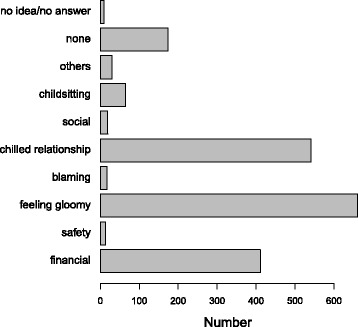 no idea/no answer
none
others
childsitting
social
chilled relationship
blaming
feeling gloomy
safety
financial
0 100 200 300 400 500 600
Number